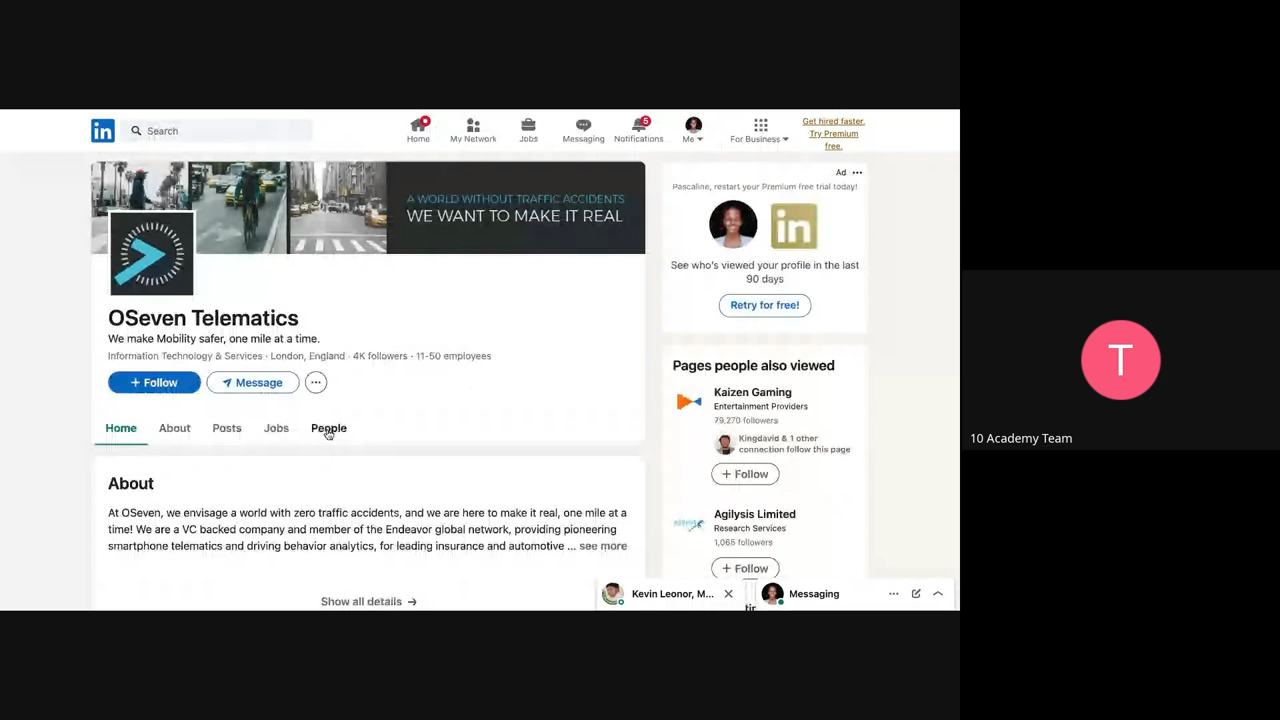 in
Search
Home
My Network
Jobs
Messaging
5
Notifications
Me
For Business
Get hired faster.
Try Premium
free.
A WORLD WITHOUT TRAFFIC ACCIDENTS
WE WANT TO MAKE IT REAL
OSeven Telematics
We make Mobility safer, one mile at a time.
Information Technology & Services · London, England · 4K followers · 11-50 employees
+ Follow
Message
Home
About
Posts
Jobs
People
About
At OSeven, we envisage a world with zero traffic accidents, and we are here to make it real, one mile at a
time! We are a VC backed company and member of the Endeavor global network, providing pioneering
smartphone telematics and driving behavior analytics, for leading insurance and automotive ... see more
Show all details →
Ad
Pascaline, restart your Premium free trial today!
in
See who's viewed your profile in the last
90 days
Retry for free!
Pages people also viewed
Kaizen Gaming
Entertainment Providers
79,270 followers
Kingdavid & 1 other
connection follow this page
+ Follow
Agilysis Limited
Research Services
1,065 followers
+ Follow
Kevin Leonor, M...
Messaging
T
10 Academy Team